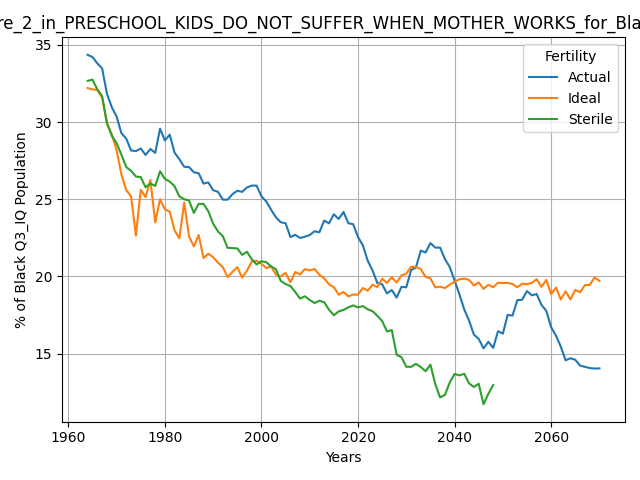 re_2_in_PRESCHOOL_KIDS_DO_NOT_SUFFER_WHEN_MOTHER_WORKS_for_Bla
Fertility
Actual
Ideal
Sterile
% of Black Q3_IQ Population
35
30
25
20
15
1960 1980 2000 2020 2040 2060
Years